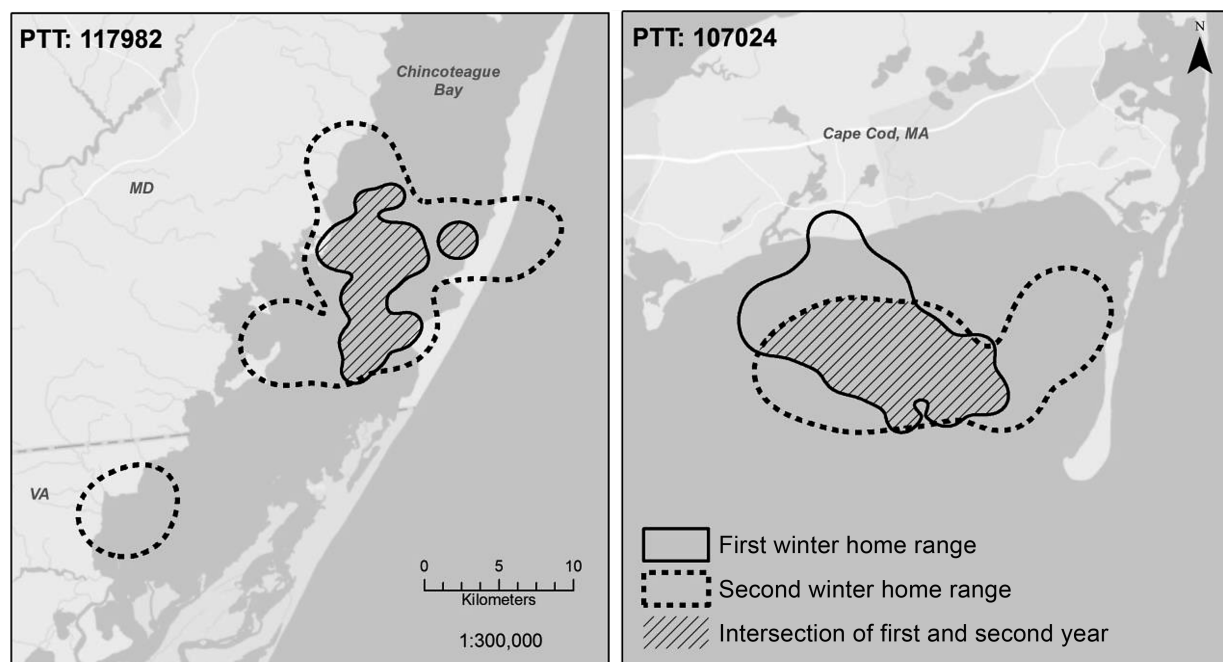 PTT: 117982
Chincoteague
Bay
MD
VA
0 5 10
Kilometers
1:300,000
PTT: 107024
N
Cape Cod, MA
First winter home range
Second winter home range
Intersection of first and second year